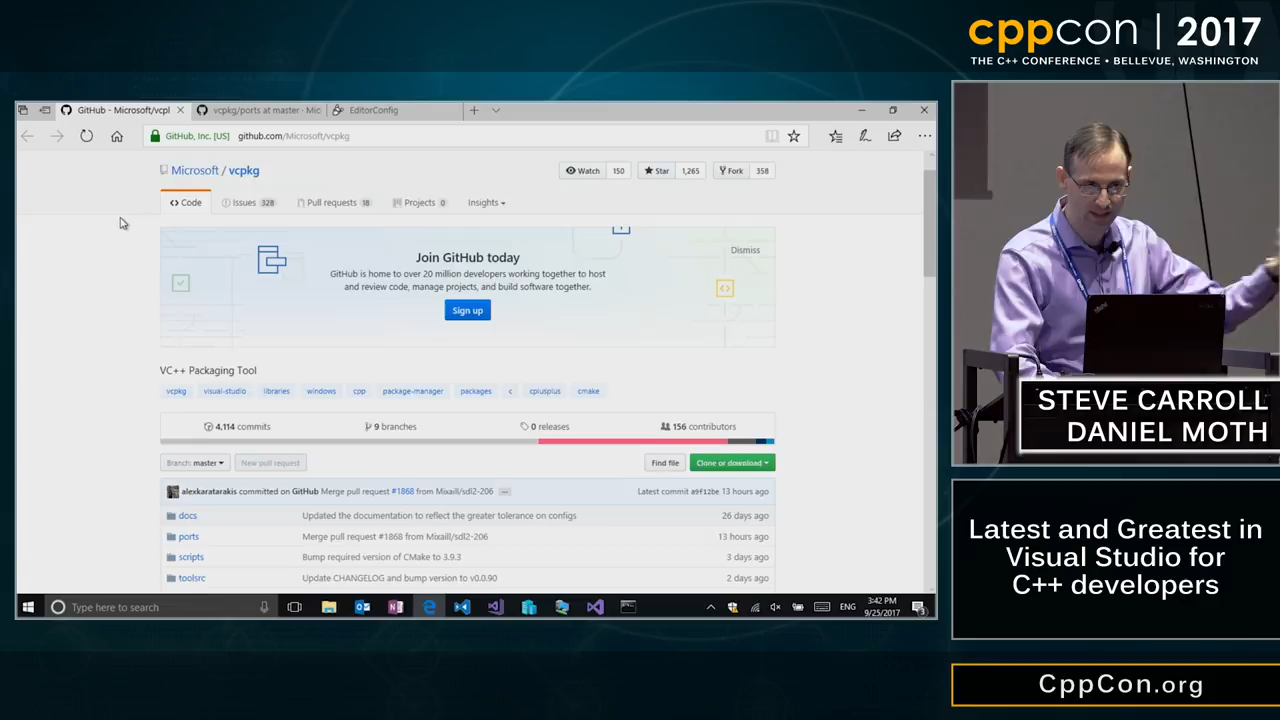 cppcon | 2017
THE C++ CONFERENCE • BELLEVUE, WASHINGTON
GitHub - Microsoft/vcpl
vcpkg/ports at master · Mic
EditorConfig
GitHub, Inc. [US] github.com/Microsoft/vcpkg
Microsoft / vcpkg
Watch 150 Star 1,265 Fork 358
Code Issues 328 Pull requests 18 Projects 0 Insights
Join GitHub today
Dismiss
GitHub is home to over 20 million developers working together to host
and review code, manage projects, and build software together.
Sign up
VC++ Packaging Tool
vcpkg visual-studio libraries windows cpp package-manager packages c cplusplus cmake
4,114 commits 9 branches 0 releases 156 contributors
Branch: master New pull request Find file Clone or download
alexkaratarakis committed on GitHub Merge pull request #1868 from Mixaill/sdl2-206 ... Latest commit a9f12be 13 hours ago
docs Updated the documentation to reflect the greater tolerance on configs 26 days ago
ports Merge pull request #1868 from Mixaill/sdl2-206 13 hours ago
scripts Bump required version of CMake to 3.9.3 3 days ago
toolsrc Update CHANGELOG and bump version to v0.0.90 2 days ago
Type here to search
ENG
3:42 PM
9/25/2017
3
STEVE CARROLL
DANIEL MOTH
Latest and Greatest in
Visual Studio for
C++ developers
CppCon.org